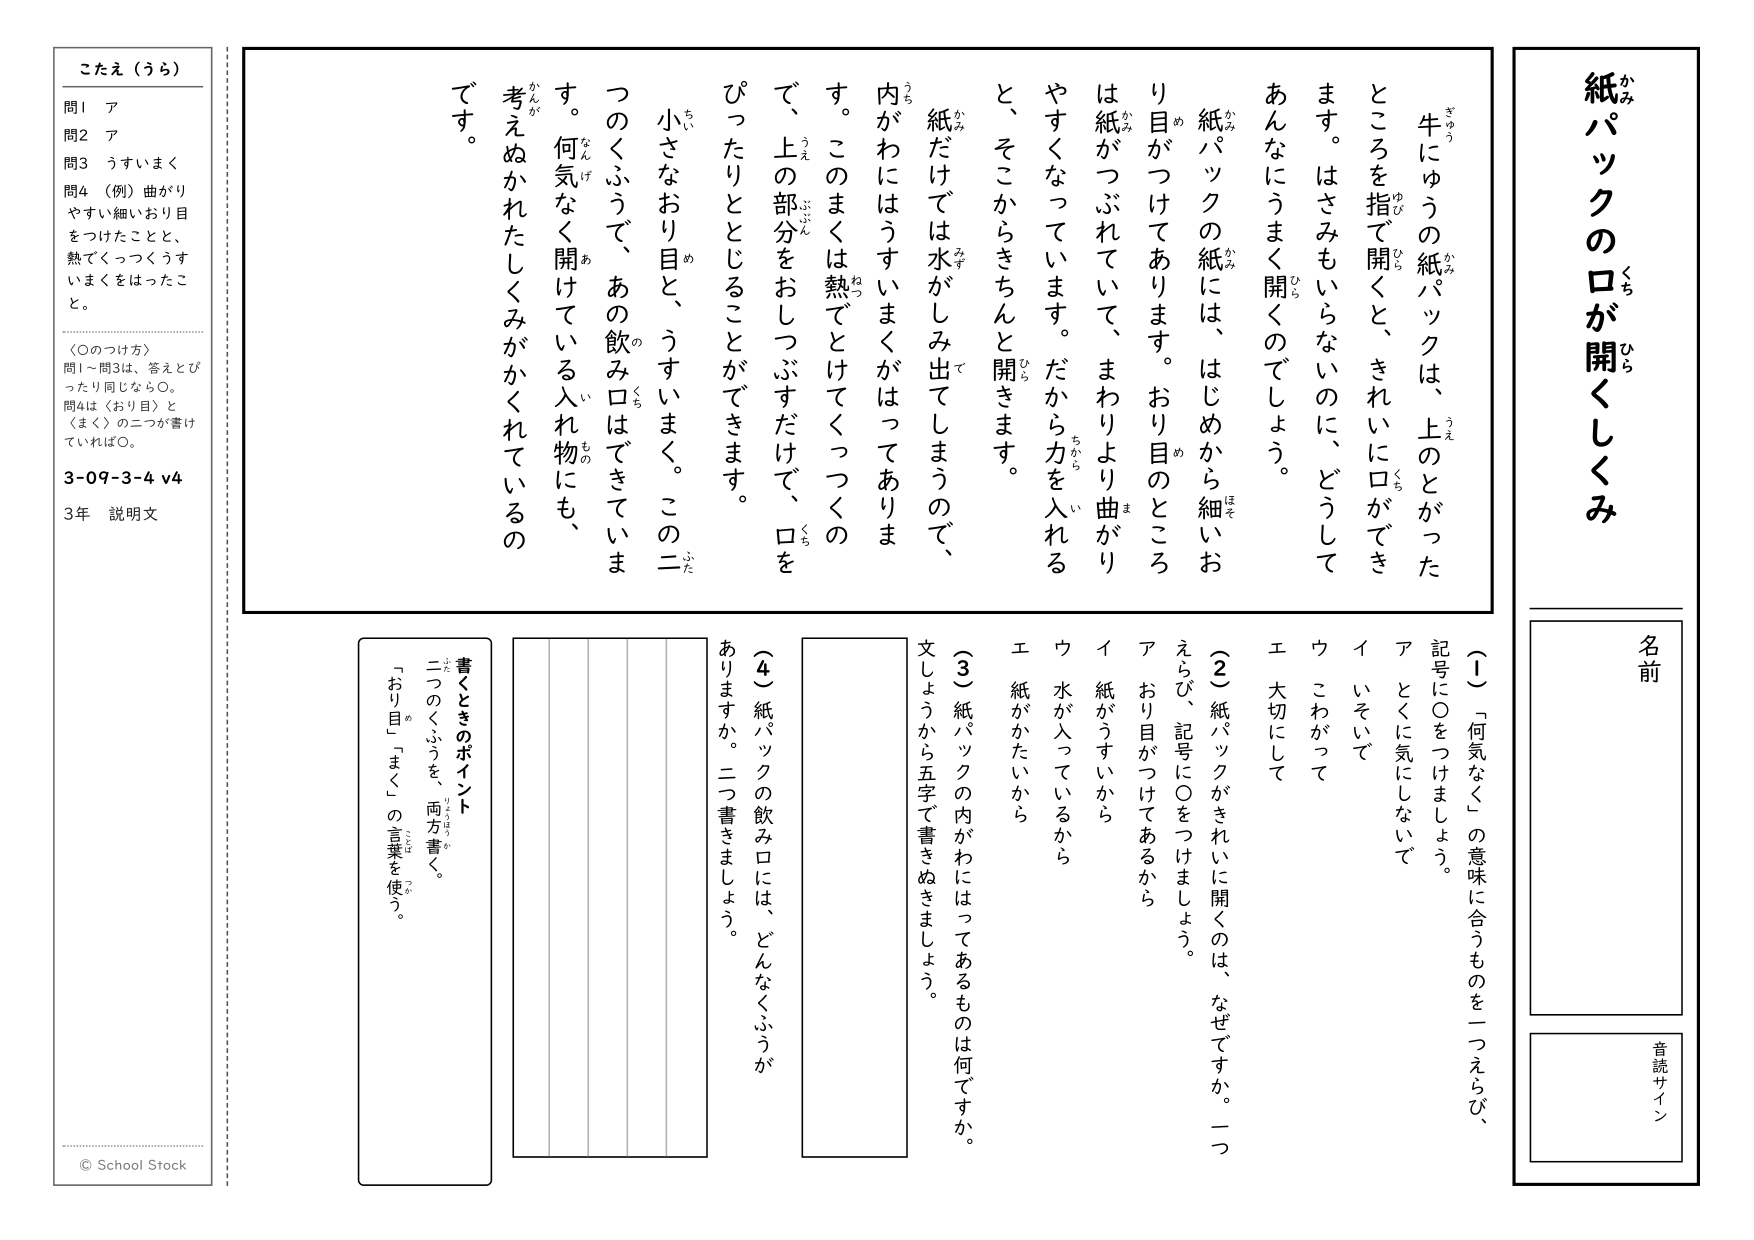 紙パックの口が開くしくみ
名前
音読サイン
牛にゅうの紙パックは、上のとがった
ところを指で開くと、きれいに口ができ
ます。はさみもいらないのに、どうして
あんなにうまく開くのでしょう。
紙パックの紙には、はじめから細いお
り目がつけてあります。おり目のところ
は紙がつぶれていて、まわりより曲がり
やすくなっています。だから力を入れる
と、そこからきちんと開きます。
紙だけでは水がしみ出てしまうので、
内がわにはうすいまくがはってありま
す。このまくは熱でとけてくっつくの
で、上の部分をおしつぶすだけで、口を
ぴったりととじることができます。
小さなおり目と、うすいまく。この二
つのくふうで、あの飲み口はできていま
す。何気なく開けている入れ物にも、
考えぬかれたしくみがかくれているの
です。
(1)「何気なく」の意味に合うものを一つえらび、
記号に〇をつけましょう。
ア とくに気にしないで
イ いそいで
ウ こわがって
エ 大切にして
(2)紙パックがきれいに開くのは、なぜですか。一つ
えらび、記号に〇をつけましょう。
ア おり目がつけてあるから
イ 紙がうすいから
ウ 水が入っているから
エ 紙がかたいから
(3)紙パックの内がわにはってあるものは何ですか。
文しょうから五字で書きぬきましょう。
(4)紙パックの飲み口には、どんなくふうが
ありますか。二つ書きましょう。
書くときのポイント
二つのくふうを、両方書く。
「おり目」「まく」の言葉を使う。
こたえ（うら）
問1 ア
問2 ア
問3 うすいまく
問4 （例）曲がり
やすい細いおり目
をつけたことと、
熱でくっつくうす
いまくをはったこ
と。
〈〇のつけ方〉
問1〜問3は、答えとぴ
ったり同じなら〇。
問4は〈おり目〉と
〈まく〉の二つが書け
ていれば〇。
3-09-3-4 v4
3年 説明文
© School Stock